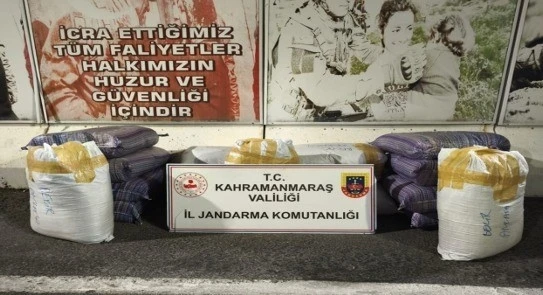 İCRA ETTİĞİMİZ
TÜM FALİYETLER
HALKIMIZIN
HUZUR VE
GÜVENLİĞİ
İÇİNDİR
T.C.
KAHRAMANMARAŞ
VALİLİĞİ
İL JANDARMA KOMUTANLIĞI